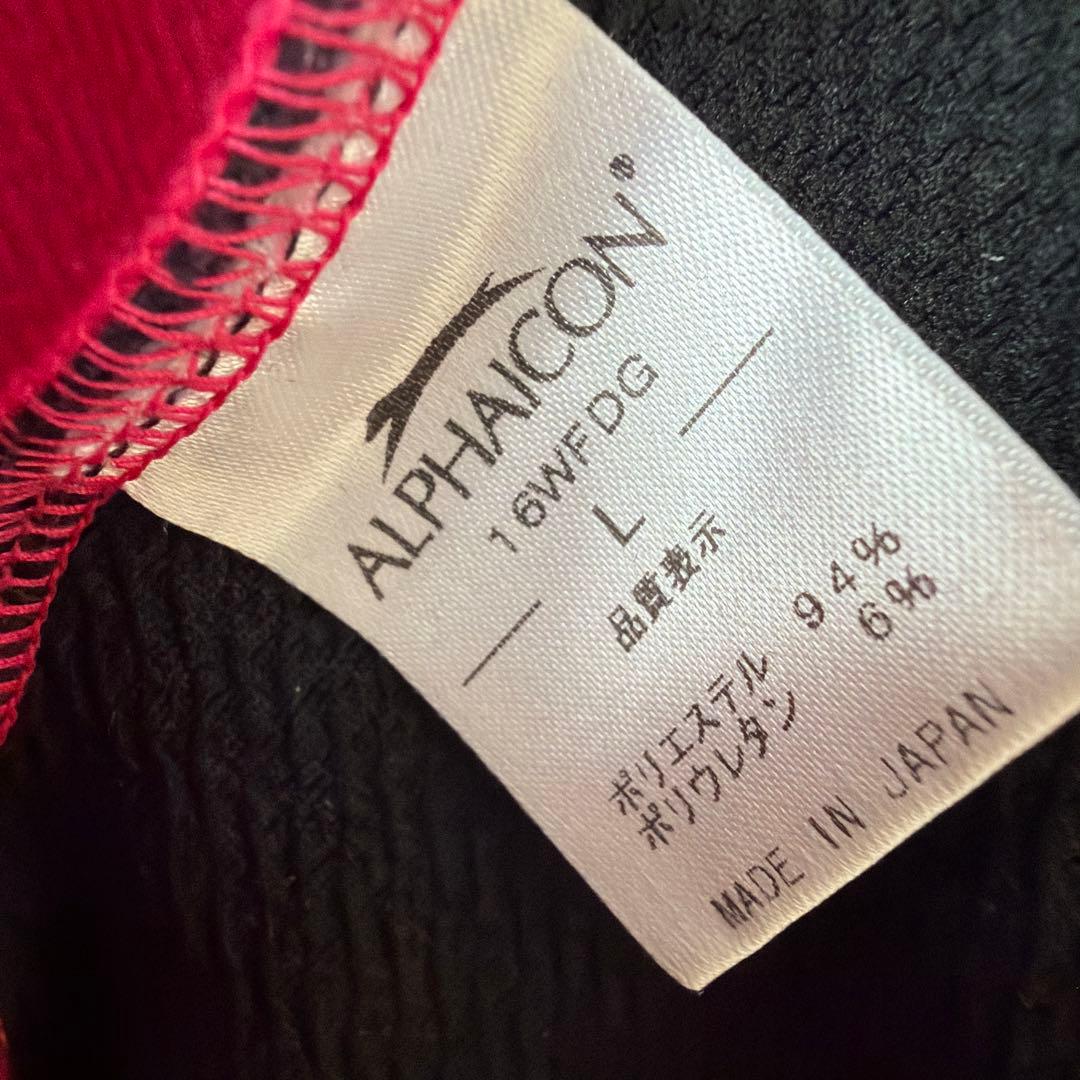 ALPHAICON®
16WFDG
L
品質表示
ポリエステル 94%
ポリウレタン 6%
MADE IN JAPAN